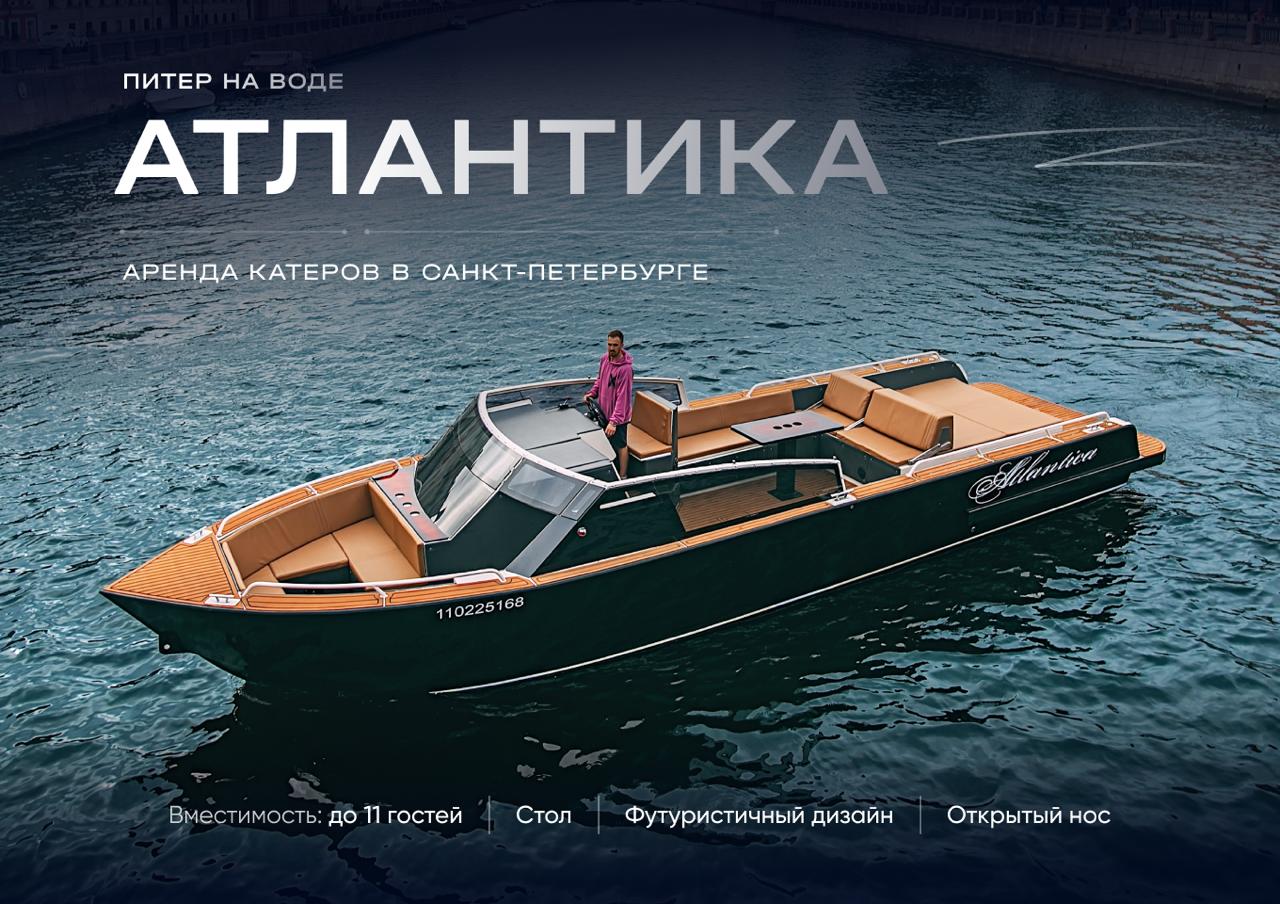 ПИТЕР НА ВОДЕ
АТЛАНТИКА
АРЕНДА КАТЕРОВ В САНКТ-ПЕТЕРБУРГЕ
Atlantica
110225168
Вместимость: до 11 гостей | Стол | Футуристичный дизайн | Открытый нос